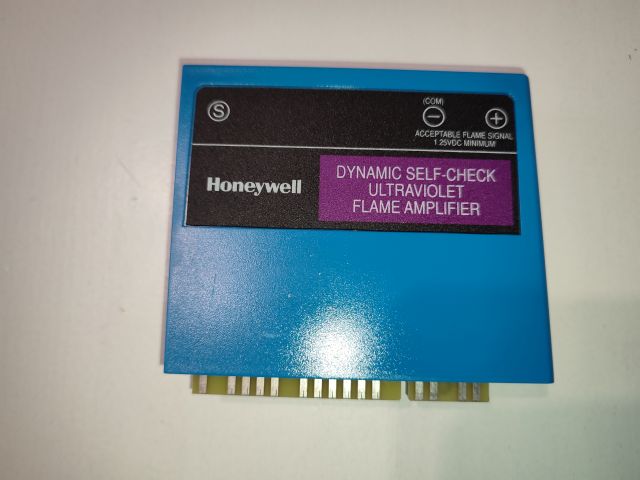 S
(COM)
− +
ACCEPTABLE FLAME SIGNAL
1.25VDC MINIMUM
Honeywell
DYNAMIC SELF-CHECK
ULTRAVIOLET
FLAME AMPLIFIER